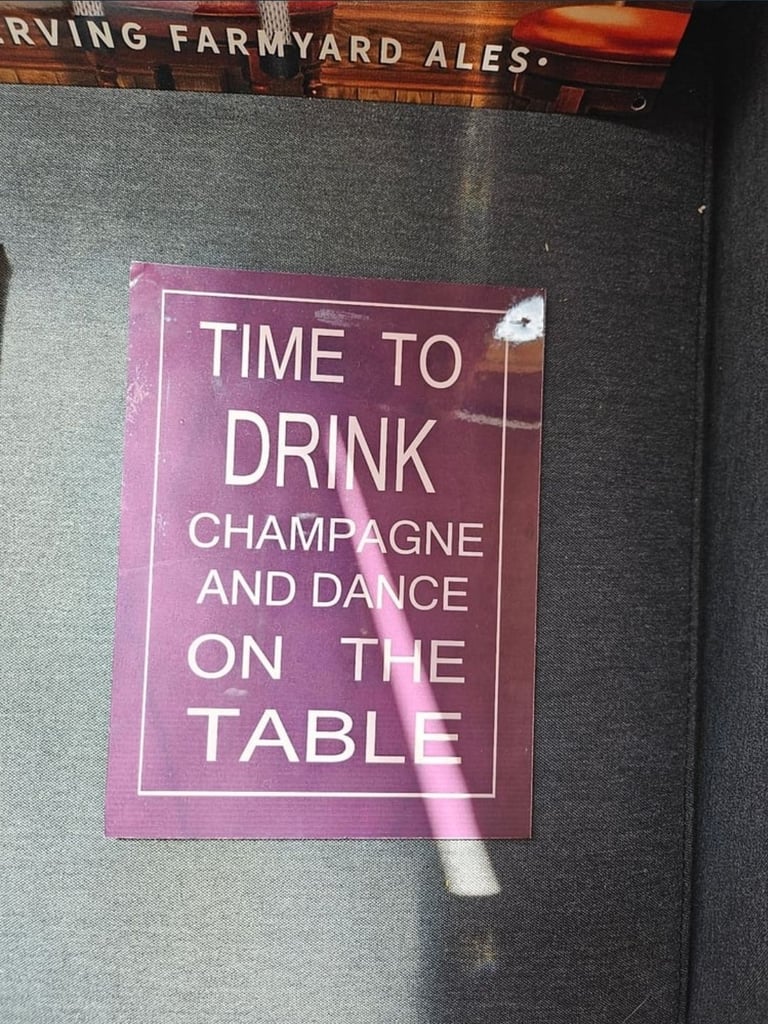 RVING FARMYARD ALES•
TIME TO
DRINK
CHAMPAGNE
AND DANCE
ON THE
TABLE